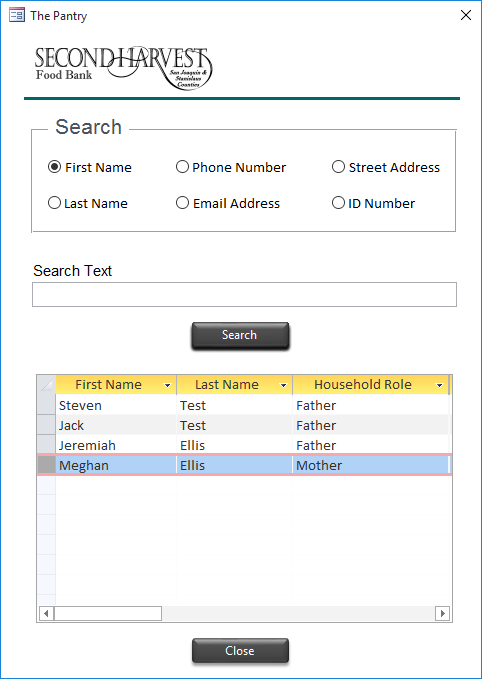 The Pantry
SECOND HARVEST
Food Bank
San Joaquin &
Stanislaus
Counties
Search
First Name Phone Number Street Address
Last Name Email Address ID Number
Search Text
Search
First Name Last Name Household Role
Steven Test Father
Jack Test Father
Jeremiah Ellis Father
Meghan Ellis Mother
Close